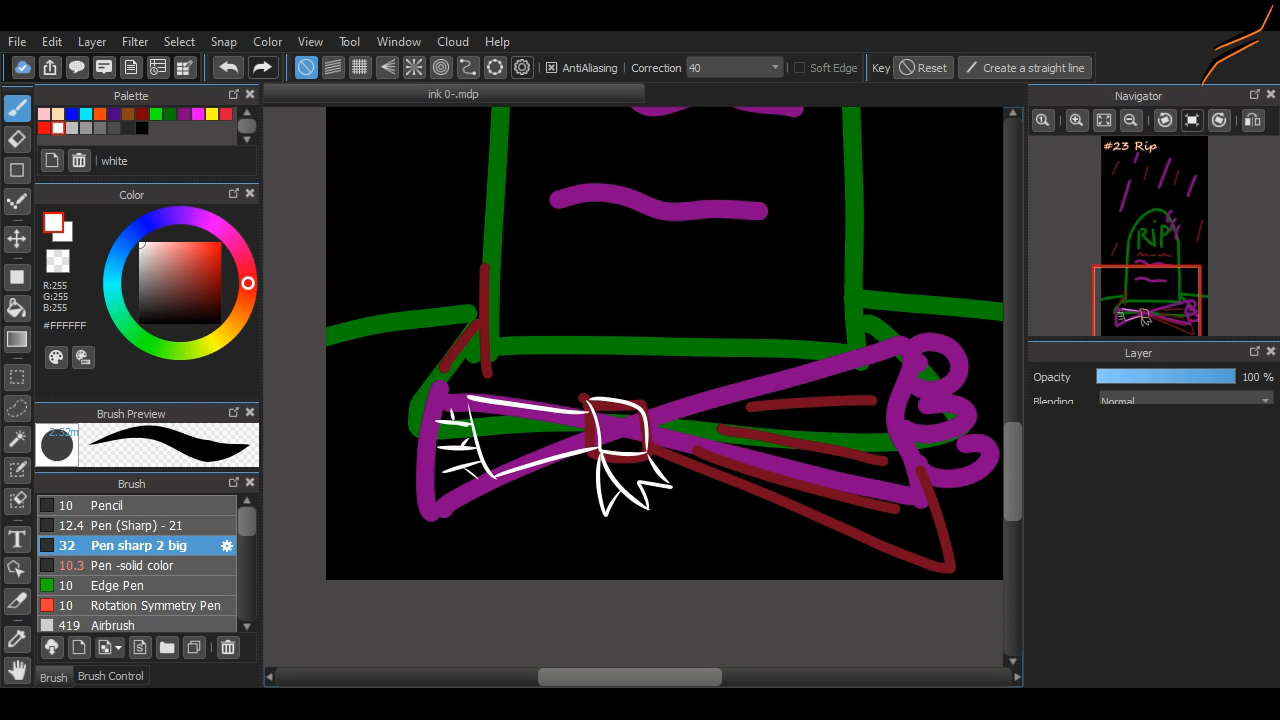 File Edit Layer Filter Select Snap Color View Tool Window Cloud Help
AntiAliasing Correction 40 Soft Edge Key Reset Create a straight line
Palette
ink 0-.mdp
Navigator
white
#23 Rip
RIP
Color
R:255
G:255
B:255
#FFFFFF
Layer
Opacity 100 %
Blending Normal
Brush Preview
Brush
10 Pencil
12.4 Pen (Sharp) - 21
32 Pen sharp 2 big
10.3 Pen -solid color
10 Edge Pen
10 Rotation Symmetry Pen
419 Airbrush
Brush Brush Control